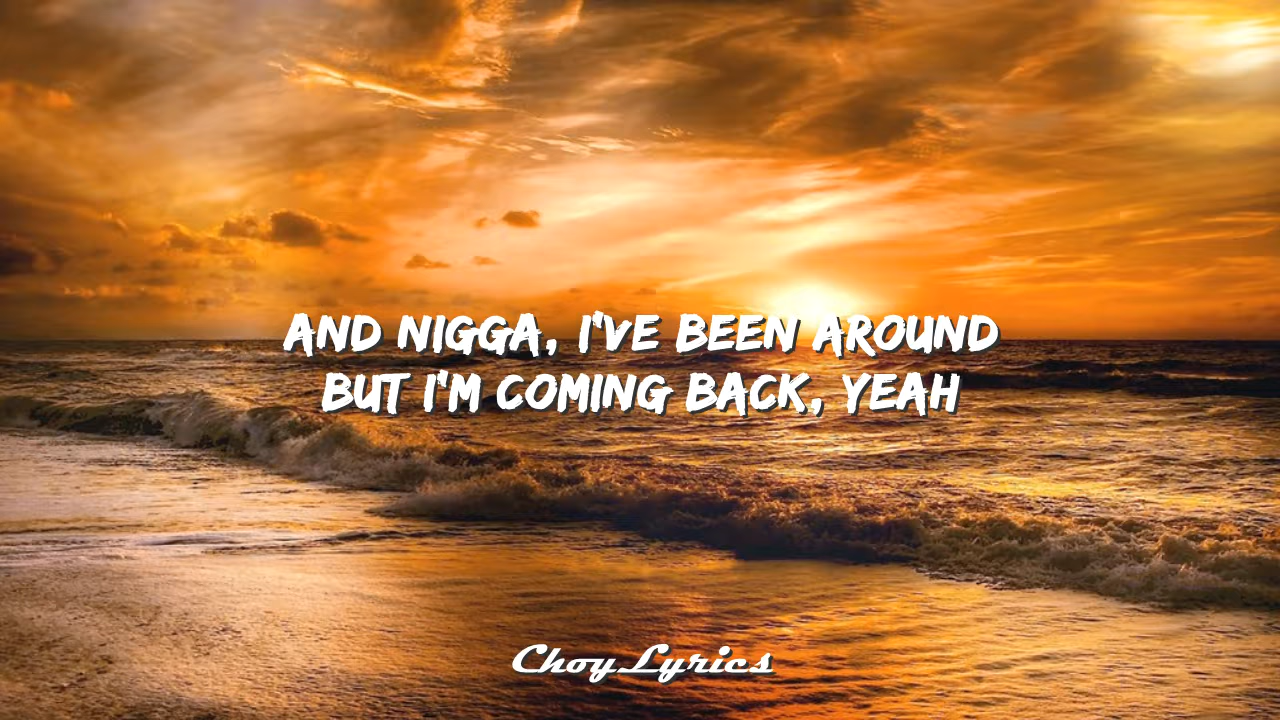 AND NIGGA, I'VE BEEN AROUND
BUT I'M COMING BACK, YEAH
ChoyLyrics